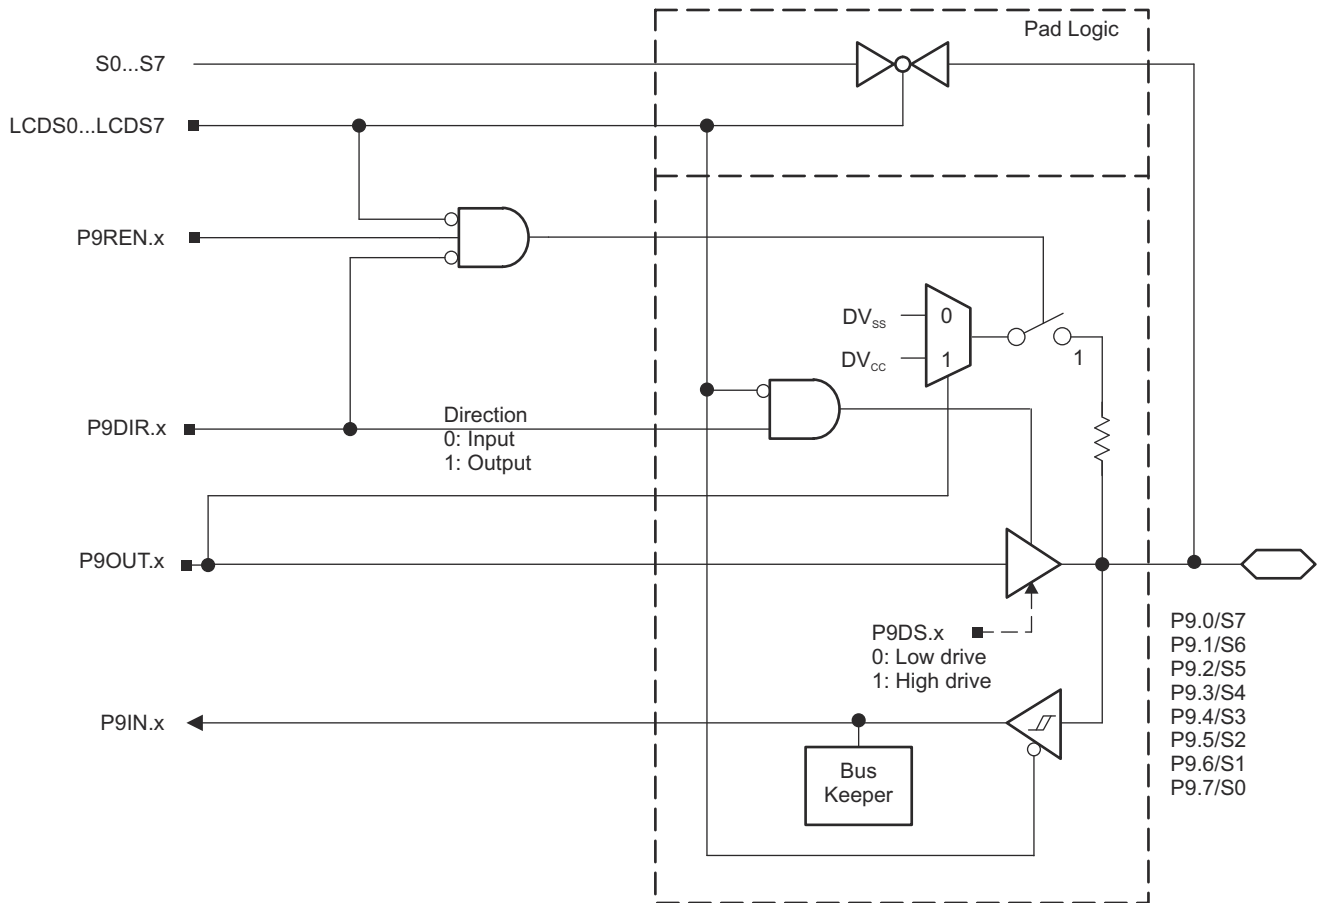 Pad Logic
S0...S7
LCDS0...LCDS7
P9REN.x
DVSS
0
DVCC
1
1
P9DIR.x
Direction
0: Input
1: Output
P9OUT.x
P9DS.x
0: Low drive
1: High drive
P9.0/S7
P9.1/S6
P9.2/S5
P9.3/S4
P9.4/S3
P9.5/S2
P9.6/S1
P9.7/S0
P9IN.x
Bus
Keeper